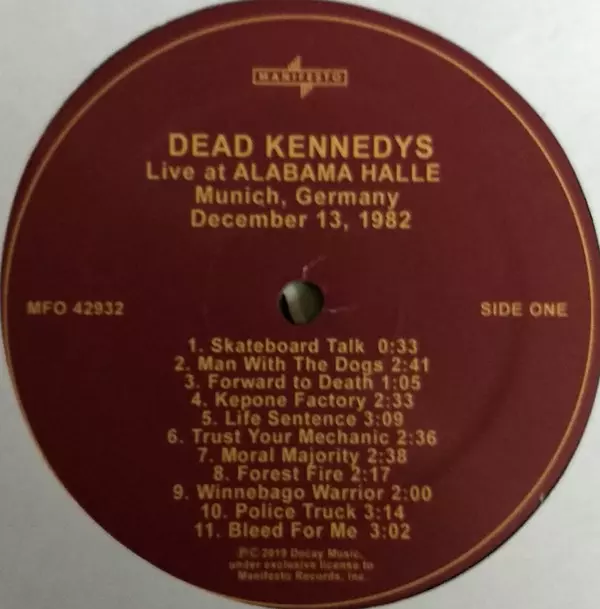 MANIFESTO
DEAD KENNEDYS
Live at ALABAMA HALLE
Munich, Germany
December 13, 1982
MFO 42932
SIDE ONE
1. Skateboard Talk 0:33
2. Man With The Dogs 2:41
3. Forward to Death 1:05
4. Kepone Factory 2:33
5. Life Sentence 3:09
6. Trust Your Mechanic 2:36
7. Moral Majority 2:38
8. Forest Fire 2:17
9. Winnebago Warrior 2:00
10. Police Truck 3:14
11. Bleed For Me 3:02
℗© 2019 Decay Music,
under exclusive license to
Manifesto Records, Inc.